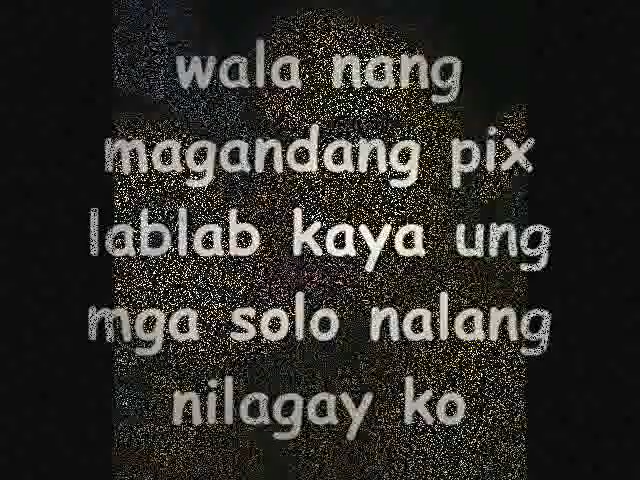 wala nang
magandang pix
lablab kaya ung
mga solo nalang
nilagay ko